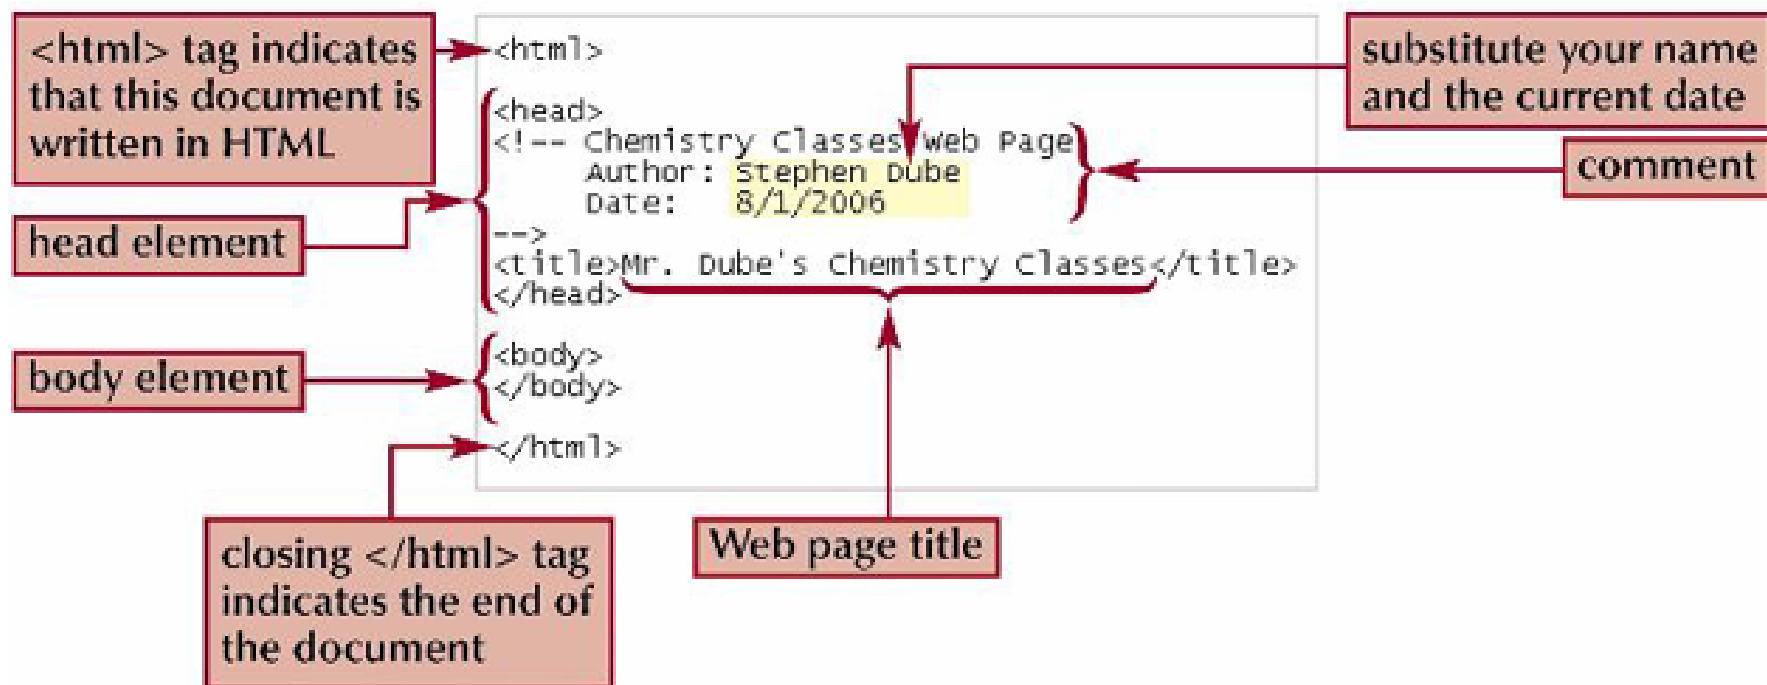 <html> tag indicates
that this document is
written in HTML
head element
body element
closing </html> tag
indicates the end of
the document
<html>
<head>
<!-- Chemistry Classes Web Page
Author: Stephen Dube
Date: 8/1/2006
-->
<title>Mr. Dube's Chemistry Classes</title>
</head>
<body>
</body>
</html>
Web page title
substitute your name
and the current date
comment